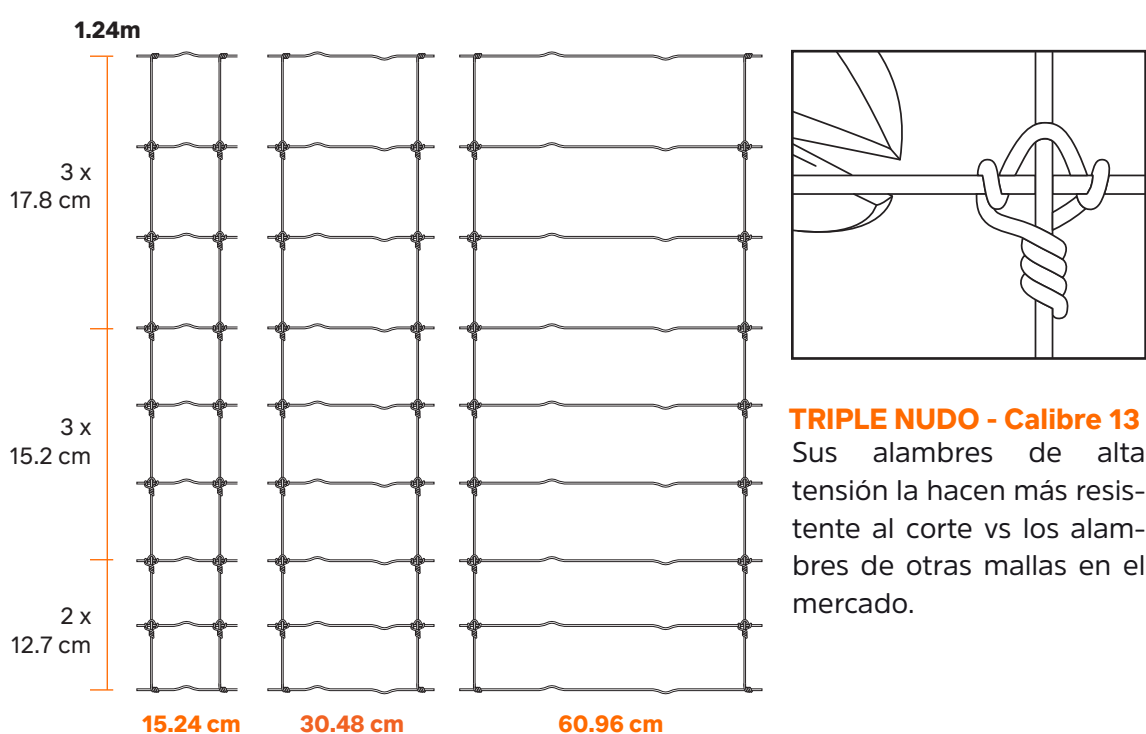 1.24m
3 x
17.8 cm
3 x
15.2 cm
2 x
12.7 cm
15.24 cm
30.48 cm
60.96 cm
TRIPLE NUDO - Calibre 13
Sus alambres de alta
tensión la hacen más resis-
tente al corte vs los alam-
bres de otras mallas en el
mercado.